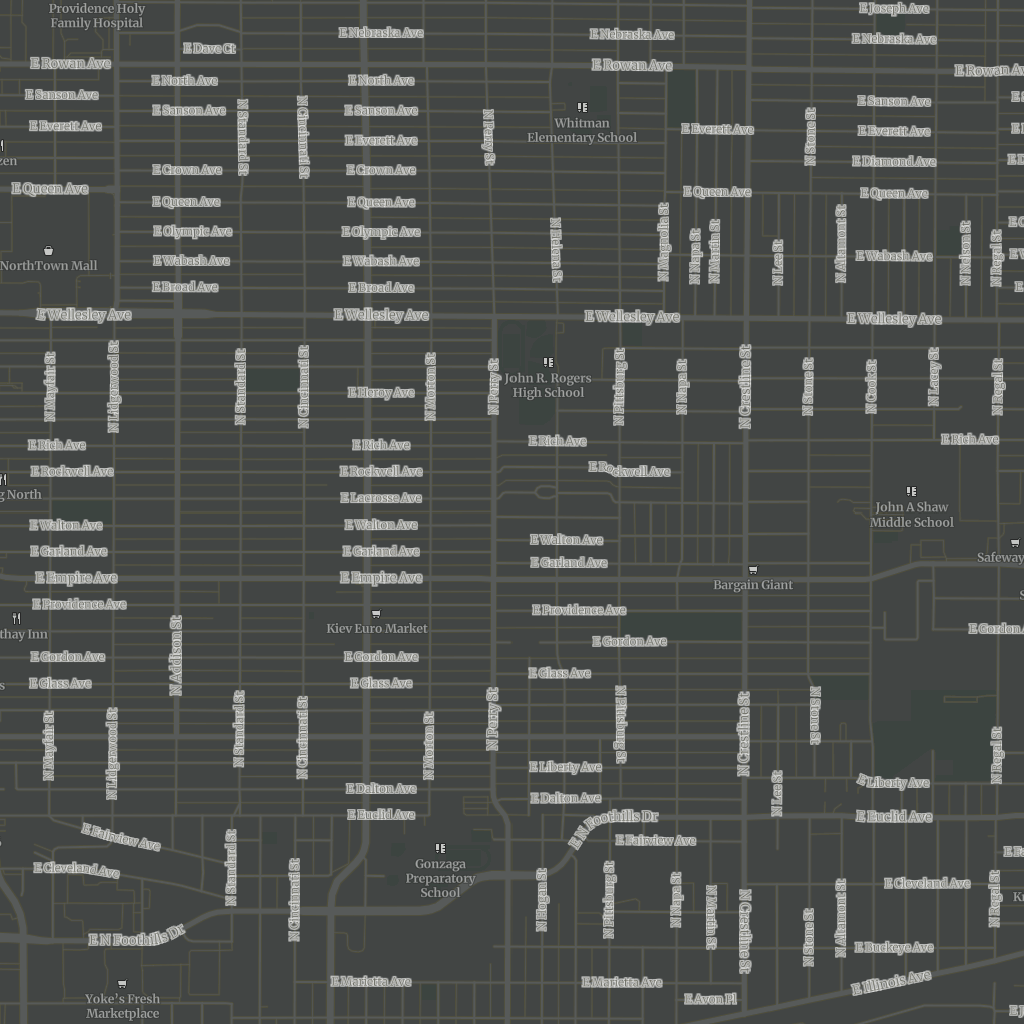 Providence Holy
Family Hospital
E Joseph Ave
E Nebraska Ave
E Nebraska Ave
E Nebraska Ave
E Dave Ct
E Rowan Ave
E Rowan Ave
E Rowan Av
E North Ave
E North Ave
E Sanson Ave
E Sanson Ave
E Sanson Ave
E Sanson Ave
N Standard St
N Cincinnati St
N Perry St
Whitman
Elementary School
N Stone St
E Everett Ave
E Everett Ave
E Everett Ave
E Everett Ave
zen
E Crown Ave
E Crown Ave
E Diamond Ave
E Queen Ave
E Queen Ave
E Queen Ave
E Queen Ave
E Queen Ave
E Olympic Ave
E Olympic Ave
N Hogan St
N Magnolia St
N Napa St
N Martin St
N Lee St
N Altamont St
N Nelson St
N Regal St
NorthTown Mall
E Wabash Ave
E Wabash Ave
E Wabash Ave
E Broad Ave
E Broad Ave
E Wellesley Ave
E Wellesley Ave
E Wellesley Ave
E Wellesley Ave
N Mayfair St
N Lidgerwood St
N Standard St
N Cincinnati St
E Heroy Ave
N Morton St
N Perry St
John R. Rogers
High School
N Pittsburg St
N Napa St
N Crestline St
N Stone St
N Cook St
N Lacey St
N Regal St
E Rich Ave
E Rich Ave
E Rich Ave
E Rich Ave
E Rockwell Ave
E Rockwell Ave
E Rockwell Ave
g North
E Lacrosse Ave
John A Shaw
Middle School
E Walton Ave
E Walton Ave
E Walton Ave
E Garland Ave
E Garland Ave
E Garland Ave
Safeway
E Empire Ave
E Empire Ave
Bargain Giant
E Providence Ave
E Providence Ave
Kiev Euro Market
thay Inn
N Addison St
E Gordon Ave
E Gordon A
E Gordon Ave
E Gordon Ave
E Glass Ave
E Glass Ave
E Glass Ave
N Mayfair St
N Lidgerwood St
N Standard St
N Cincinnati St
N Morton St
N Perry St
N Pittsburg St
N Crestline St
N Stone St
N Regal St
E Liberty Ave
E Liberty Ave
N Lee St
E Dalton Ave
E Dalton Ave
E Euclid Ave
E Euclid Ave
E N Foothills Dr
E Fairview Ave
E Fairview Ave
E Fa
E Cleveland Ave
E Cleveland Ave
Gonzaga
Preparatory
School
N Standard St
N Cincinnati St
N Hogan St
N Pittsburg St
N Napa St
N Martin St
N Crestline St
N Stone St
N Altamont St
N Regal St
E N Foothills Dr
E Buckeye Ave
E Marietta Ave
E Marietta Ave
E Illinois Ave
E Avon Pl
Yoke's Fresh
Marketplace